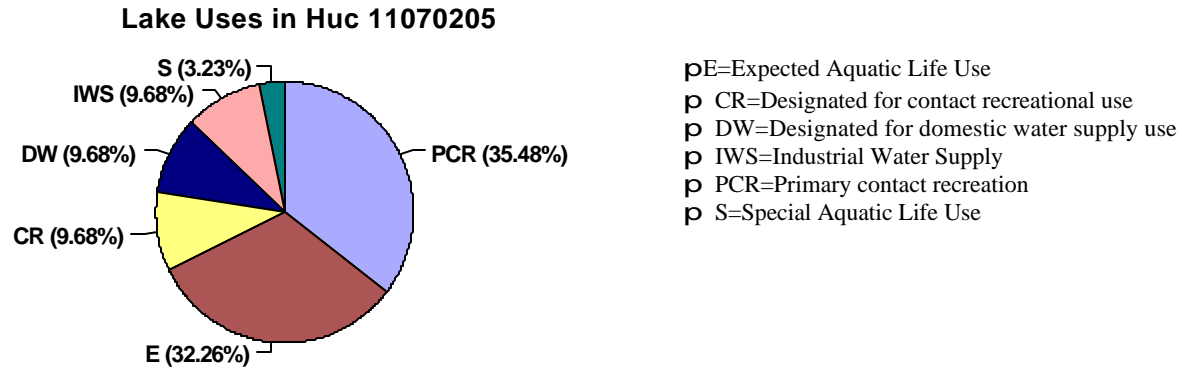 Lake Uses in Huc 11070205
S (3.23%)
IWS (9.68%)
DW (9.68%)
PCR (35.48%)
CR (9.68%)
E (32.26%)
pE=Expected Aquatic Life Use
p CR=Designated for contact recreational use
p DW=Designated for domestic water supply use
p IWS=Industrial Water Supply
p PCR=Primary contact recreation
p S=Special Aquatic Life Use